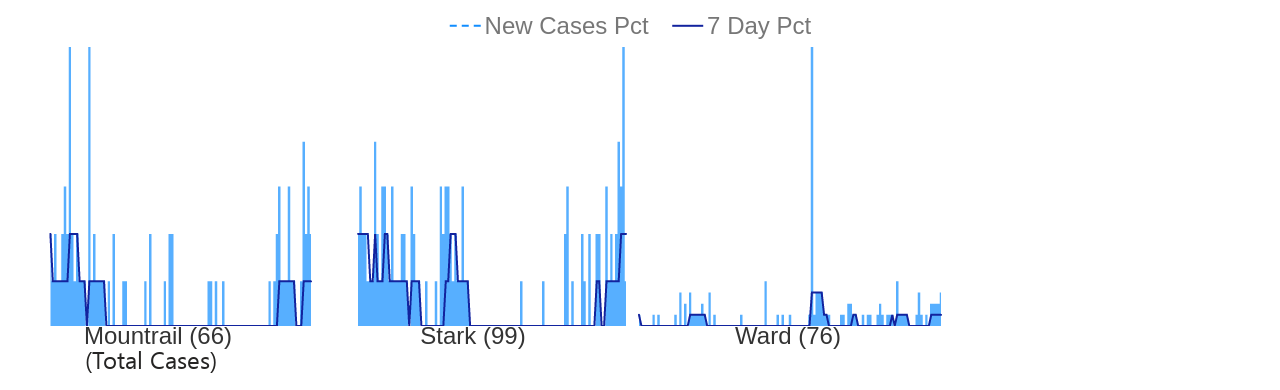 New Cases Pct 7 Day Pct
Mountrail (66) Stark (99) Ward (76)
(Total Cases)